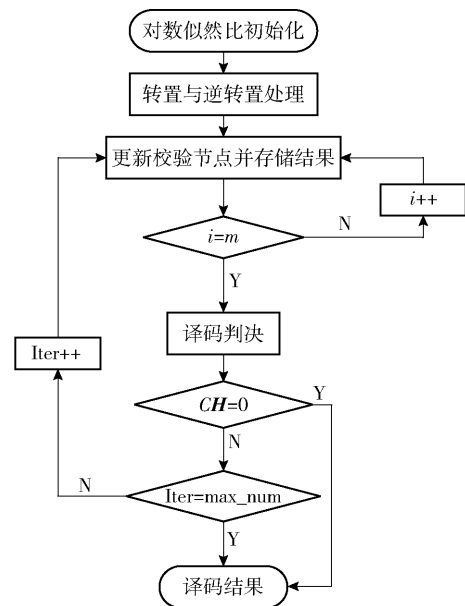 对数似然比初始化
转置与逆转置处理
更新校验节点并存储结果
i++
i=m
N
Y
译码判决
Iter++
CH=0
Y
N
Iter=max_num
N
Y
译码结果